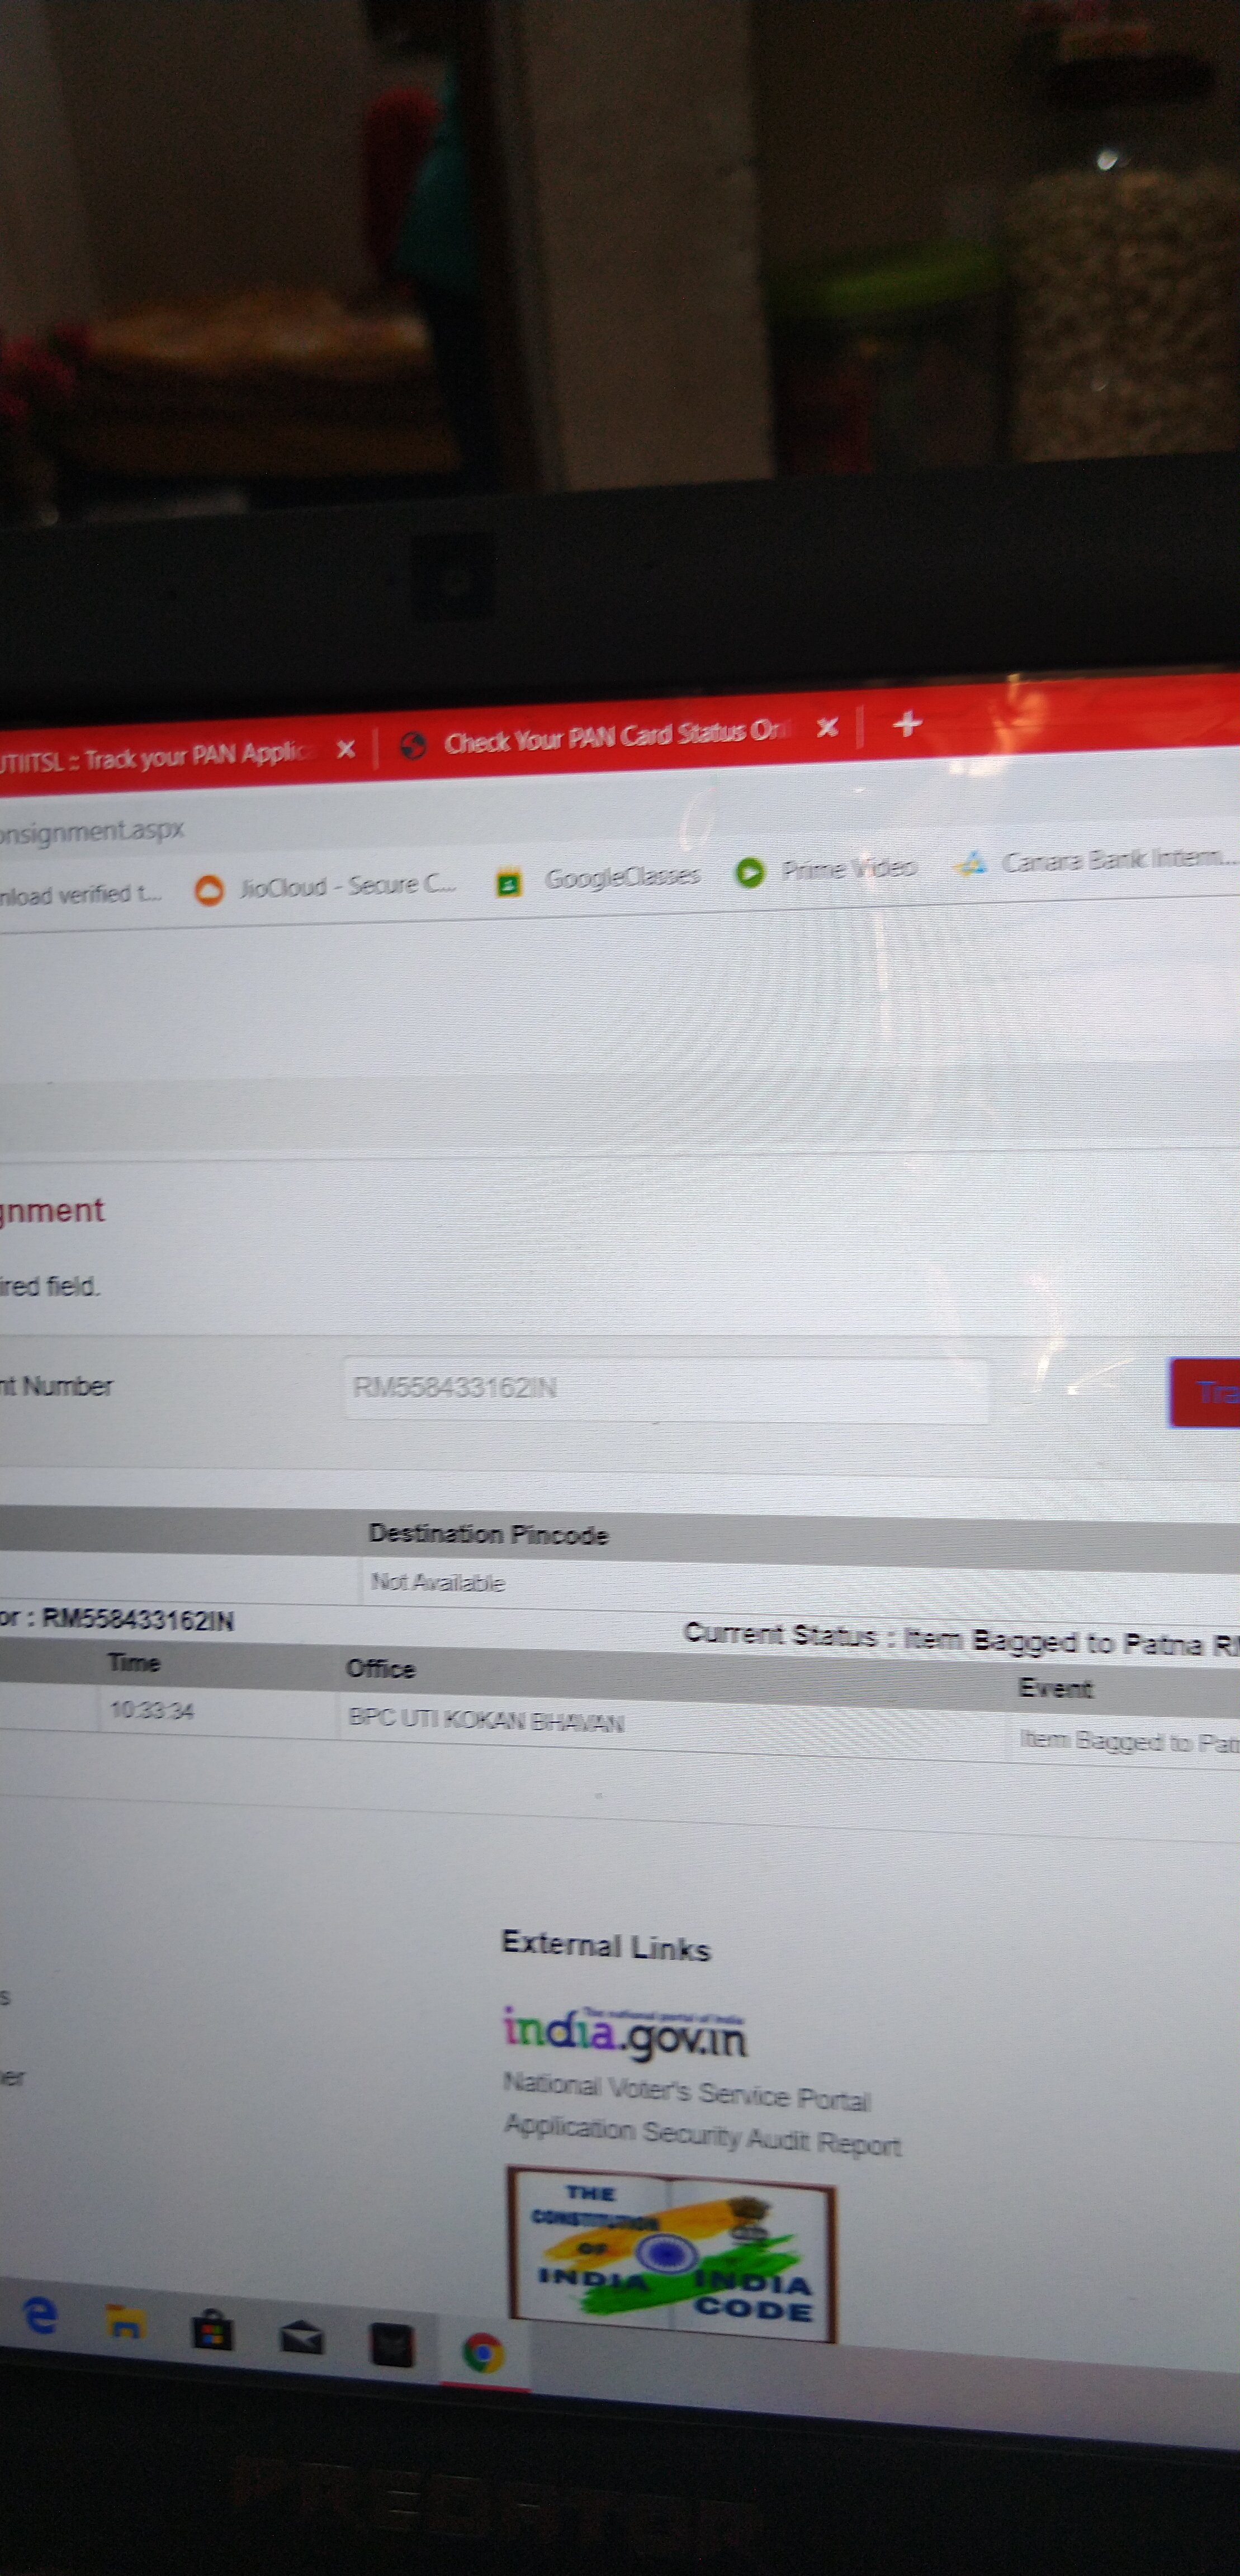 UTIITSL :: Track your PAN Applic
Check Your PAN Card Status On
onsignment.aspx
nload verified t...
JioCloud - Secure C...
GoogleClasses
Prime Video
Canara Bank Intern...
gnment
ired field.
nt Number
RM558433162IN
Tra
Destination Pincode
Not Available
or : RM558433162IN
Current Status : Item Bagged to Patna R
Time
Office
Event
10:33:34
BPC UTI KOKAN BHAVAN
Item Bagged to Pat
External Links
The national portal of India
india.gov.in
s
National Voter's Service Portal
er
Application Security Audit Report
THE
CONSTITUTION
OF
INDIA
INDIA
CODE
PREDATOR